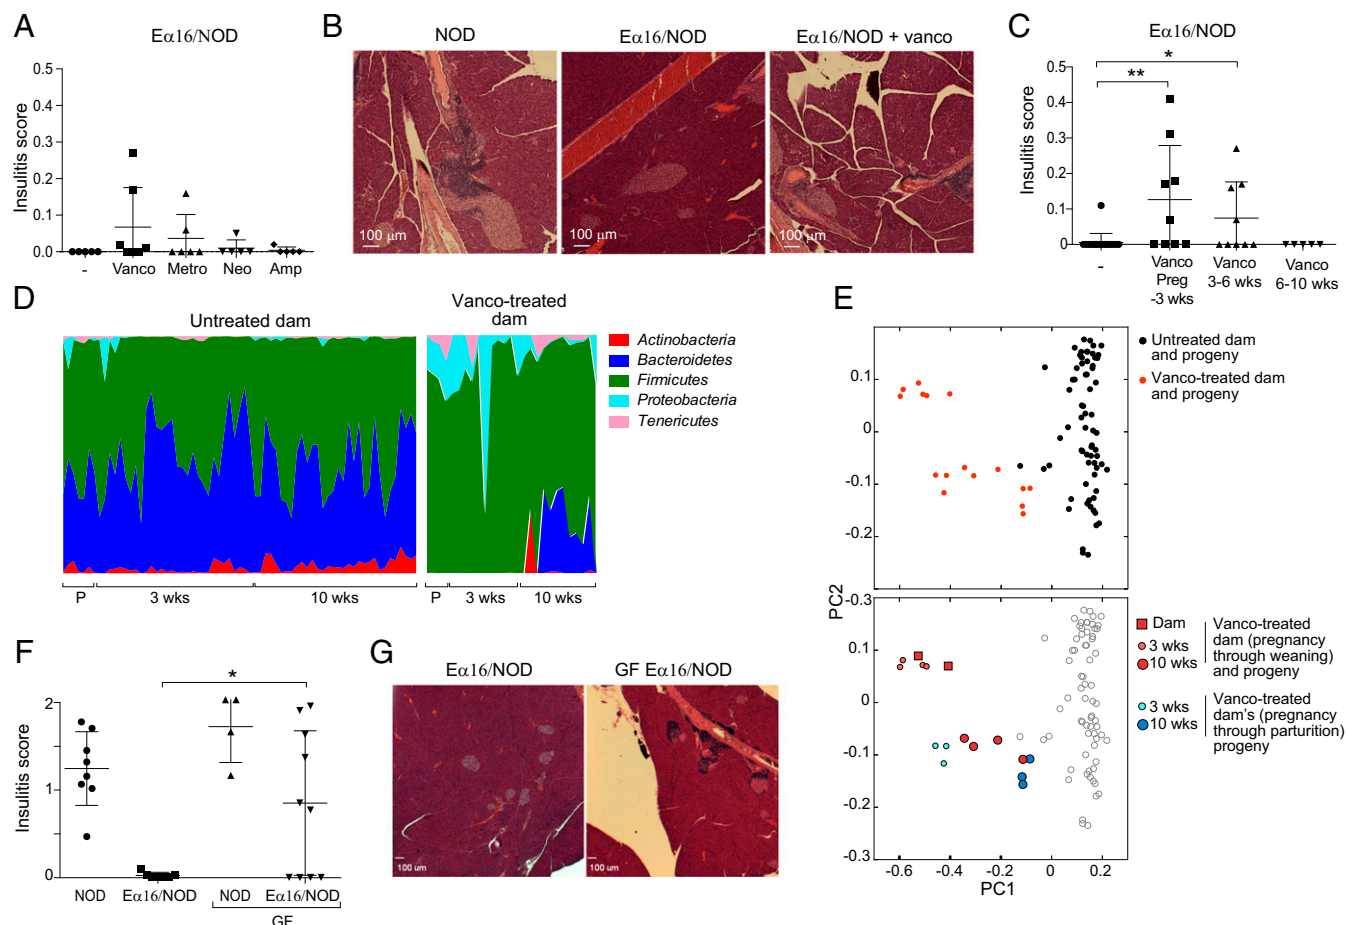 A
Eα16/NOD
Insulitis score
0.5
0.4
0.3
0.2
0.1
0.0
-
Vanco
Metro
Neo
Amp
B
NOD
Eα16/NOD
Eα16/NOD + vanco
100 µm
100 µm
100 µm
C
Eα16/NOD
Insulitis score
0.5
0.4
0.3
0.2
0.1
0
*
**
-
Vanco
Preg
-3 wks
Vanco
3-6 wks
Vanco
6-10 wks
D
Untreated dam
Vanco-treated
dam
P
3 wks
10 wks
P
3 wks
10 wks
Actinobacteria
Bacteroidetes
Firmicutes
Proteobacteria
Tenericutes
E
0.1
0
-0.1
-0.2
-0.3
0.1
0
-0.1
-0.2
-0.3
PC2
-0.6
-0.4
-0.2
0
0.2
PC1
Untreated dam
and progeny
Vanco-treated dam
and progeny
Dam
3 wks
10 wks
Vanco-treated
dam (pregnancy
through weaning)
and progeny
3 wks
10 wks
Vanco-treated
dam's (pregnancy
through parturition)
progeny
F
Insulitis score
2
1
0
*
NOD
Eα16/NOD
NOD
Eα16/NOD
GF
G
Eα16/NOD
GF Eα16/NOD
100 um
100 um